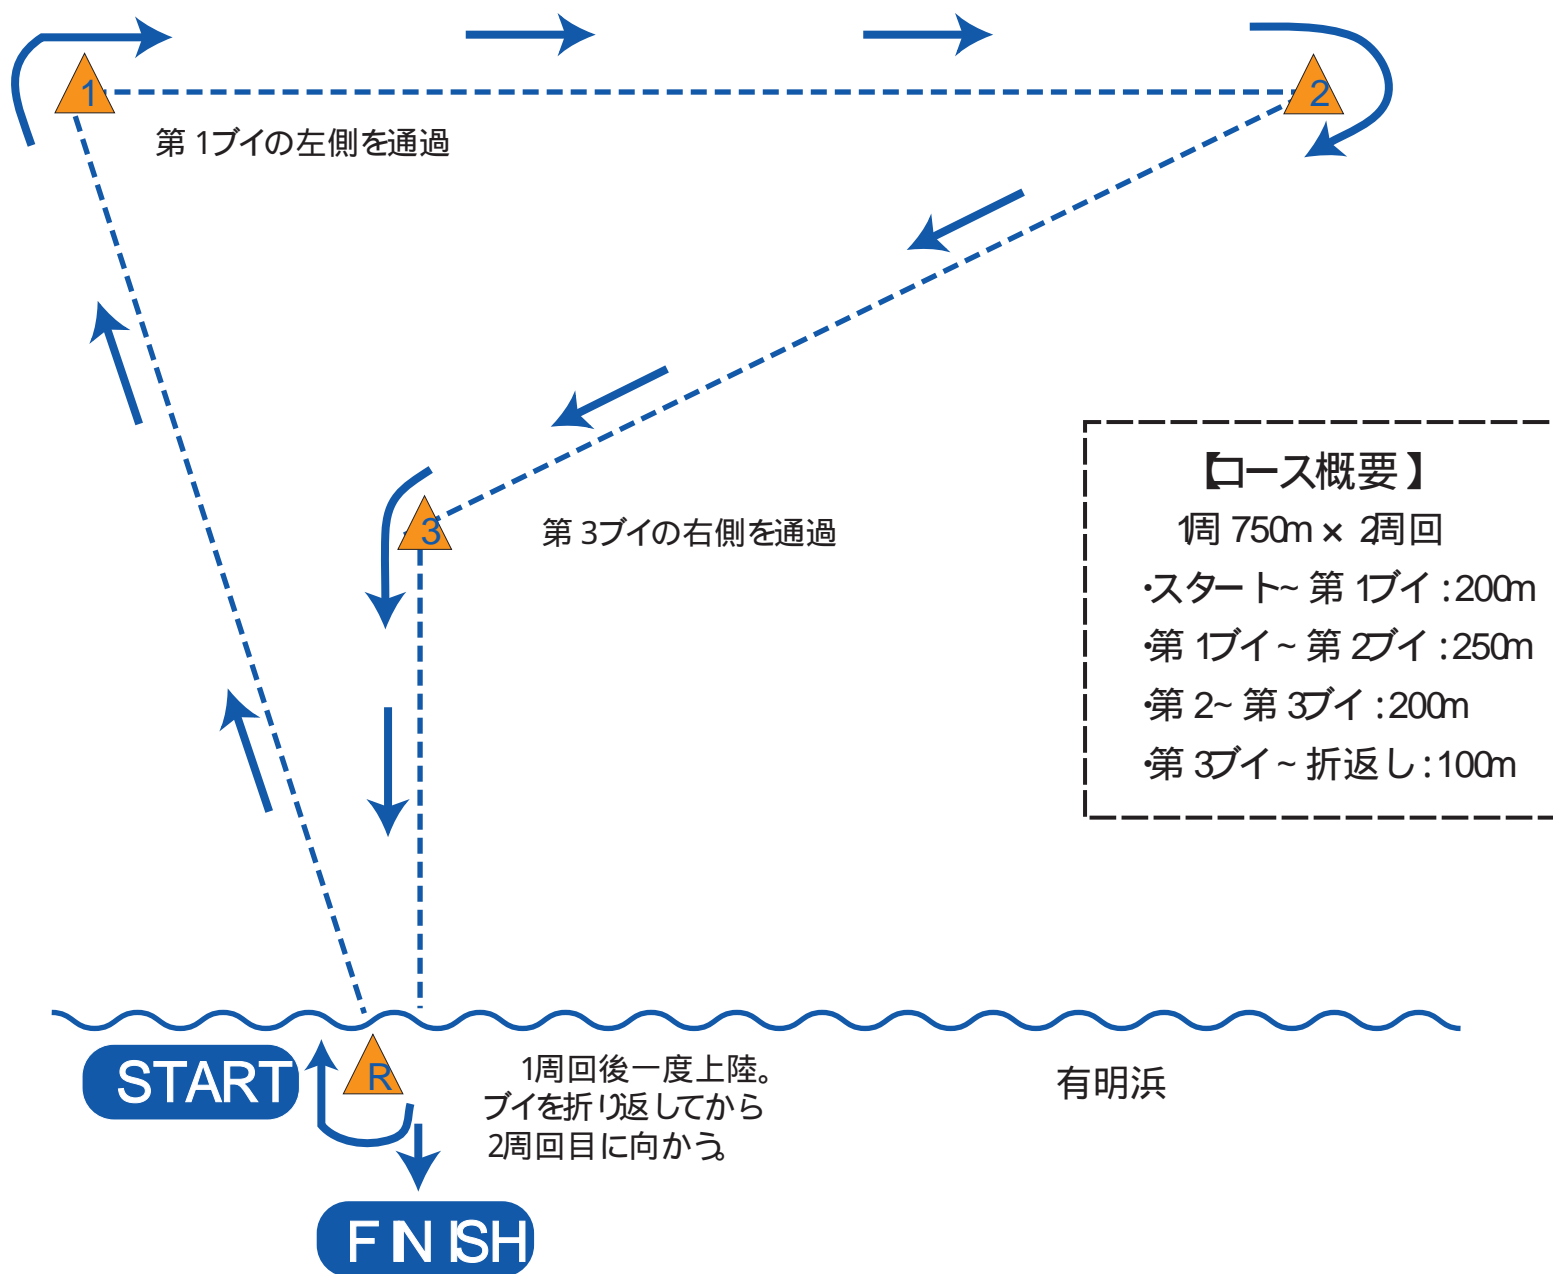 1
2
第1ブイの左側を通過
3
第3ブイの右側を通過
【コース概要】
1周 750m × 2周回
・スタート~第1ブイ:200m
・第1ブイ~第2ブイ:250m
・第2~第3ブイ:200m
・第3ブイ~折返し:100m
START
R
1周回後一度上陸。
ブイを折り返してから
2周回目に向かう。
有明浜
FINISH